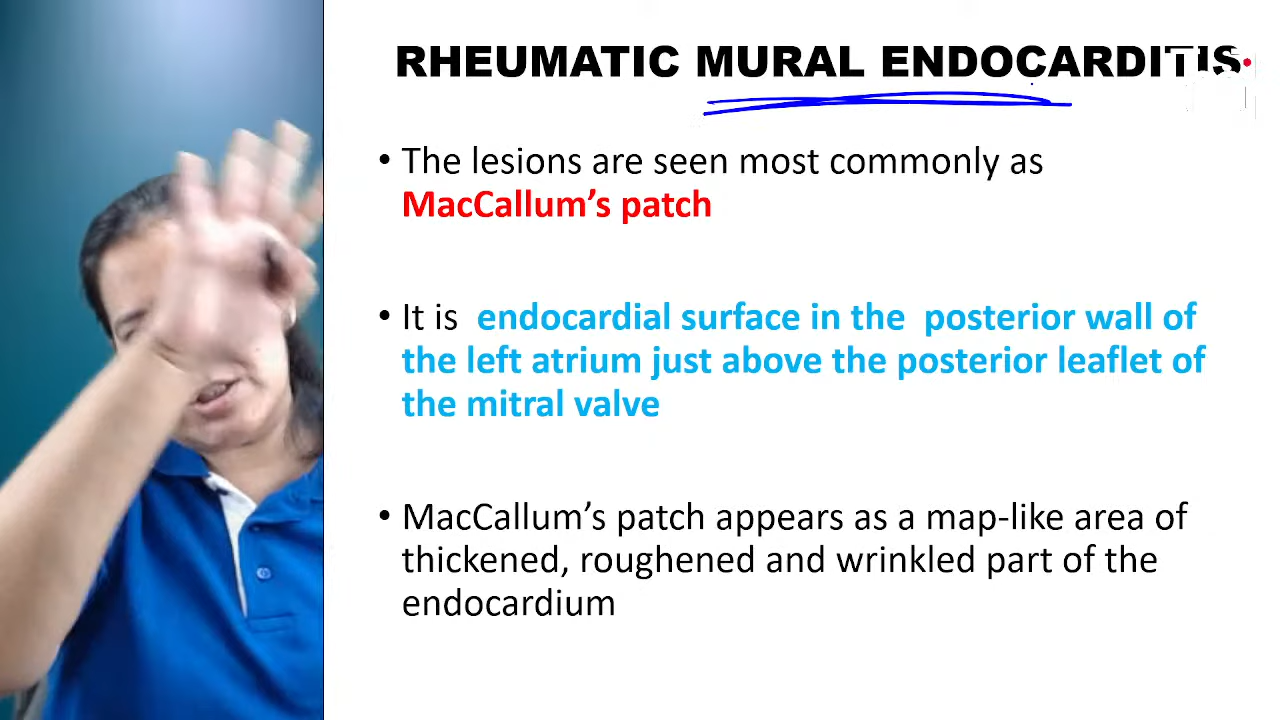 RHEUMATIC MURAL ENDOCARDITIS
• The lesions are seen most commonly as
MacCallum’s patch
• It is endocardial surface in the posterior wall of
the left atrium just above the posterior leaflet of
the mitral valve
• MacCallum’s patch appears as a map-like area of
thickened, roughened and wrinkled part of the
endocardium